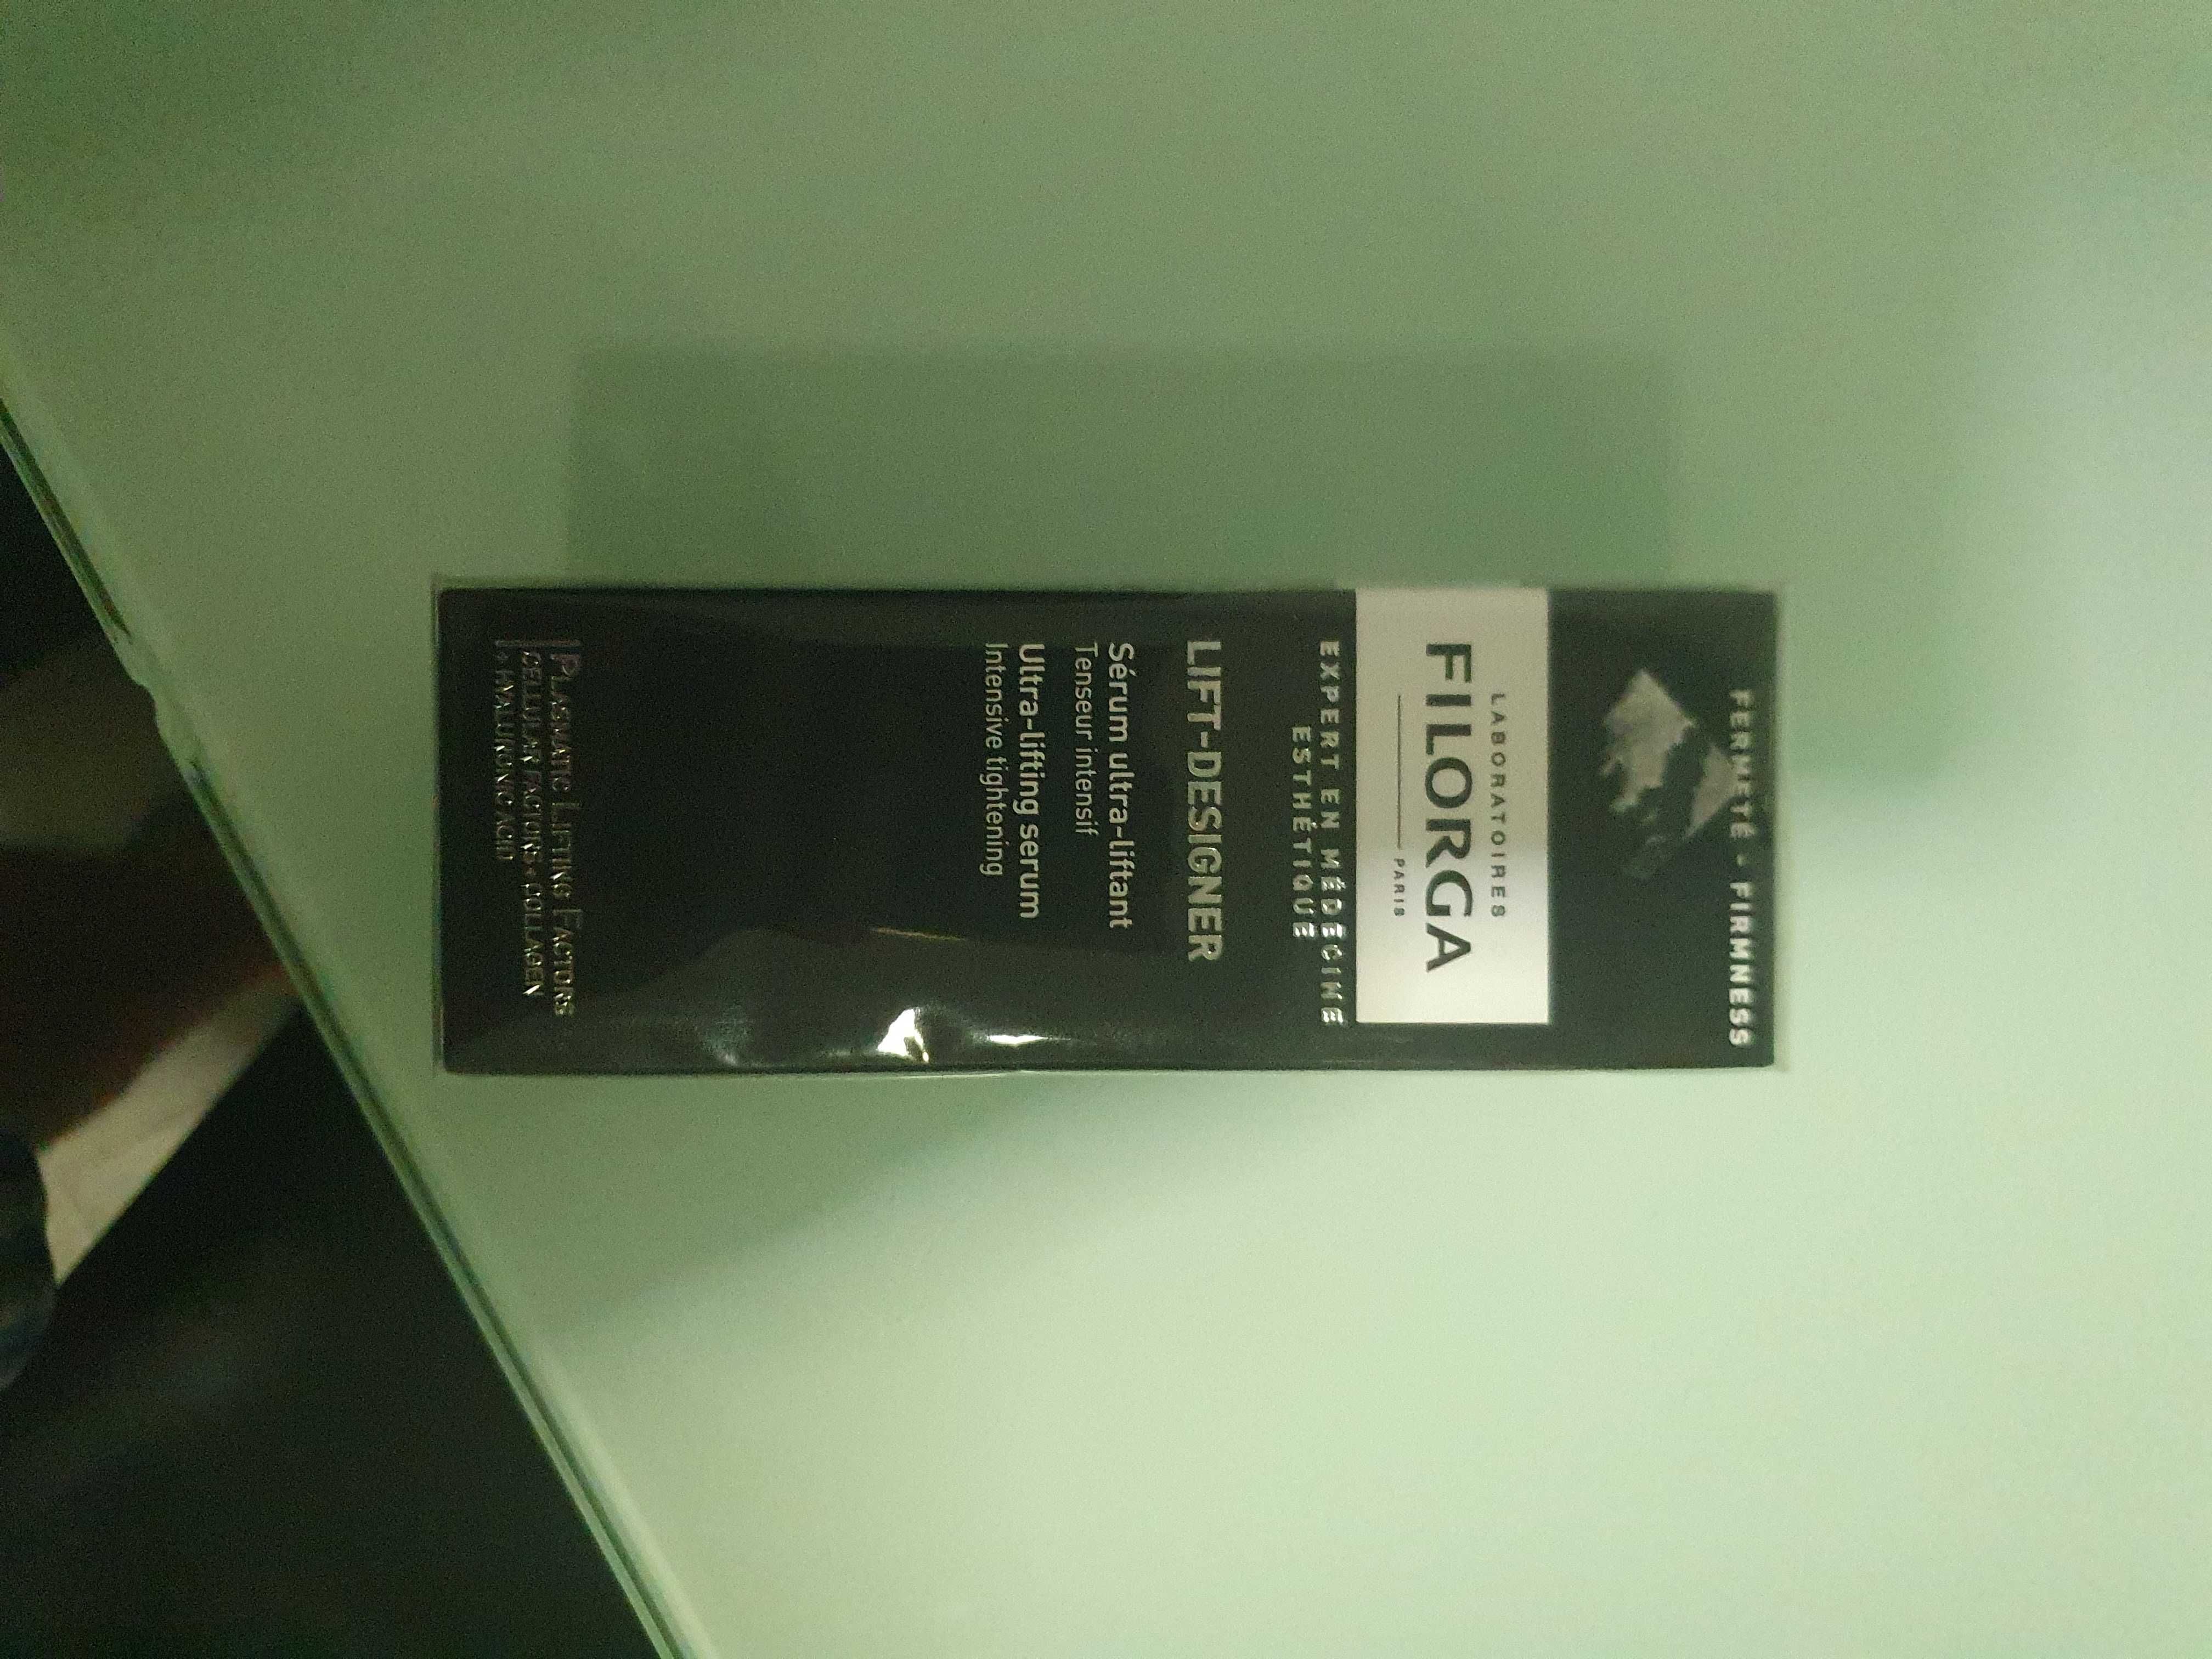 FERMETÉ - FIRMNESS
LABORATOIRES
FILORGA
PARIS
EXPERT EN MÉDECINE
ESTHÉTIQUE
LIFT-DESIGNER
Sérum ultra-liftant
Tenseur intensif
Ultra-lifting serum
Intensive tightening
PLASMATIC LIFTING FACTORS
CELLULAR FACTORS + COLLAGEN
+ HYALURONIC ACID